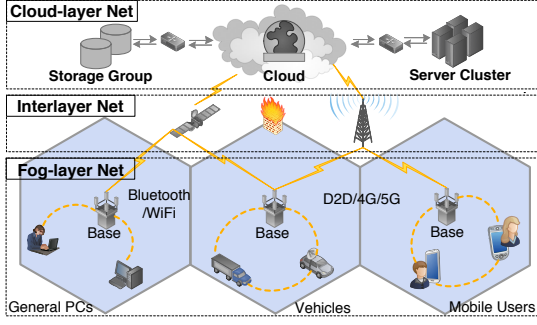 Cloud-layer Net
Storage Group
Cloud
Server Cluster
Interlayer Net
Fog-layer Net
Bluetooth
/WiFi
D2D/4G/5G
Base
Base
Base
General PCs
Vehicles
Mobile Users